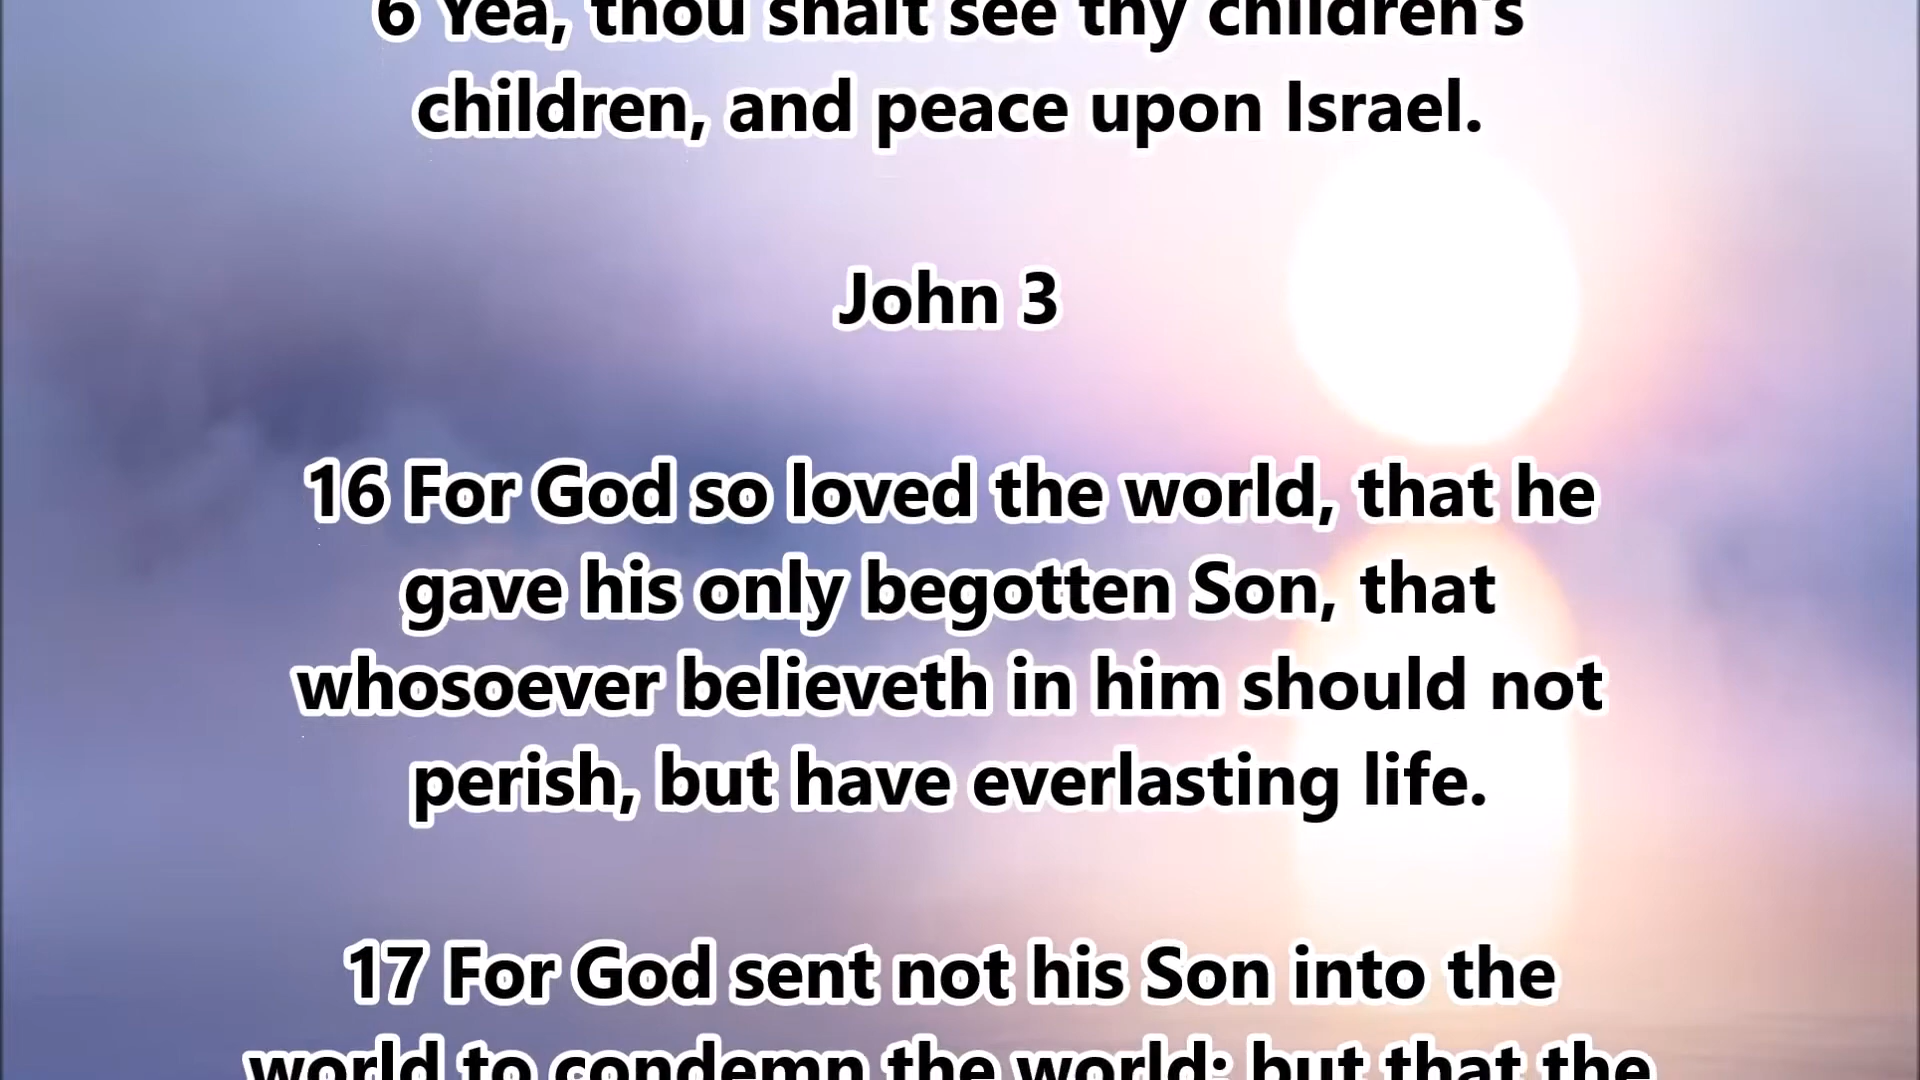 6 Yea, thou shalt see thy children's
children, and peace upon Israel.
John 3
16 For God so loved the world, that he
gave his only begotten Son, that
whosoever believeth in him should not
perish, but have everlasting life.
17 For God sent not his Son into the
world to condemn the world; but that the